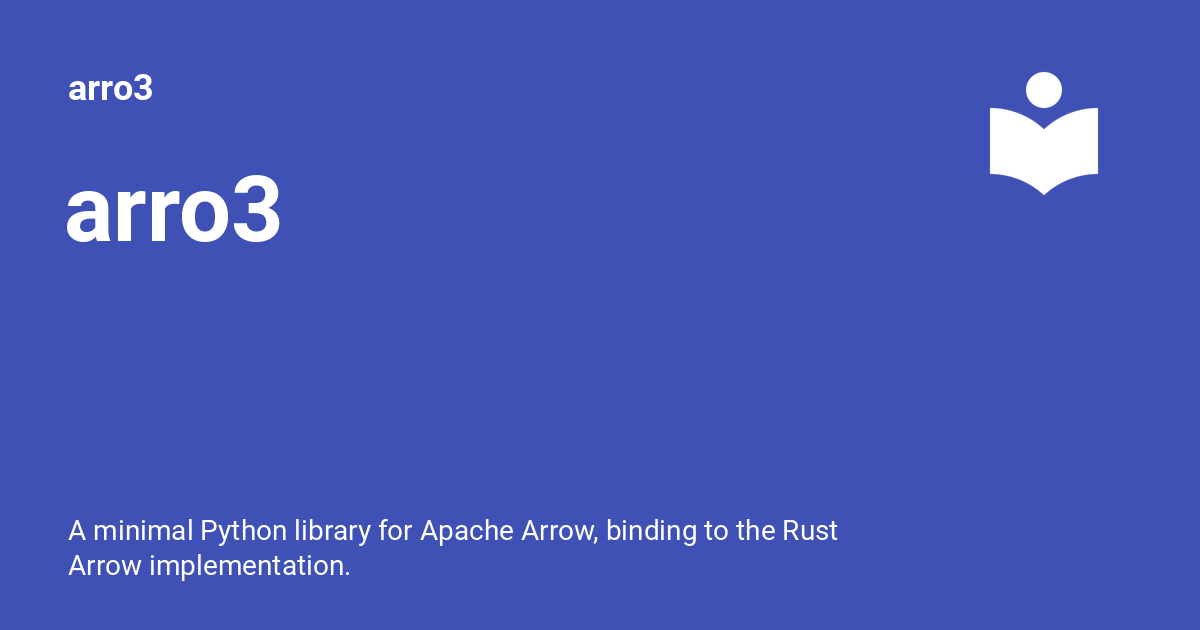 arro3
arro3
A minimal Python library for Apache Arrow, binding to the Rust
Arrow implementation.